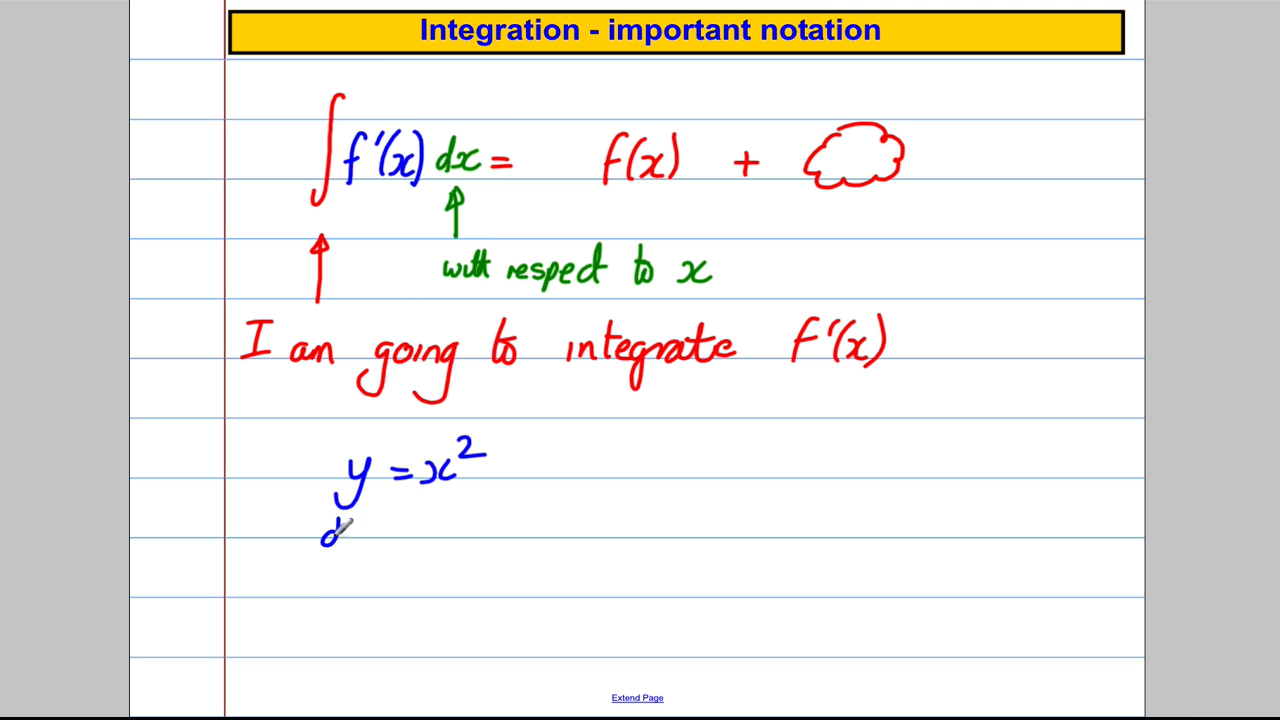 Integration - important notation
∫ f'(x) dx = f(x) +
with respect to x
I am going to integrate f'(x)
y = x²
d
Extend Page